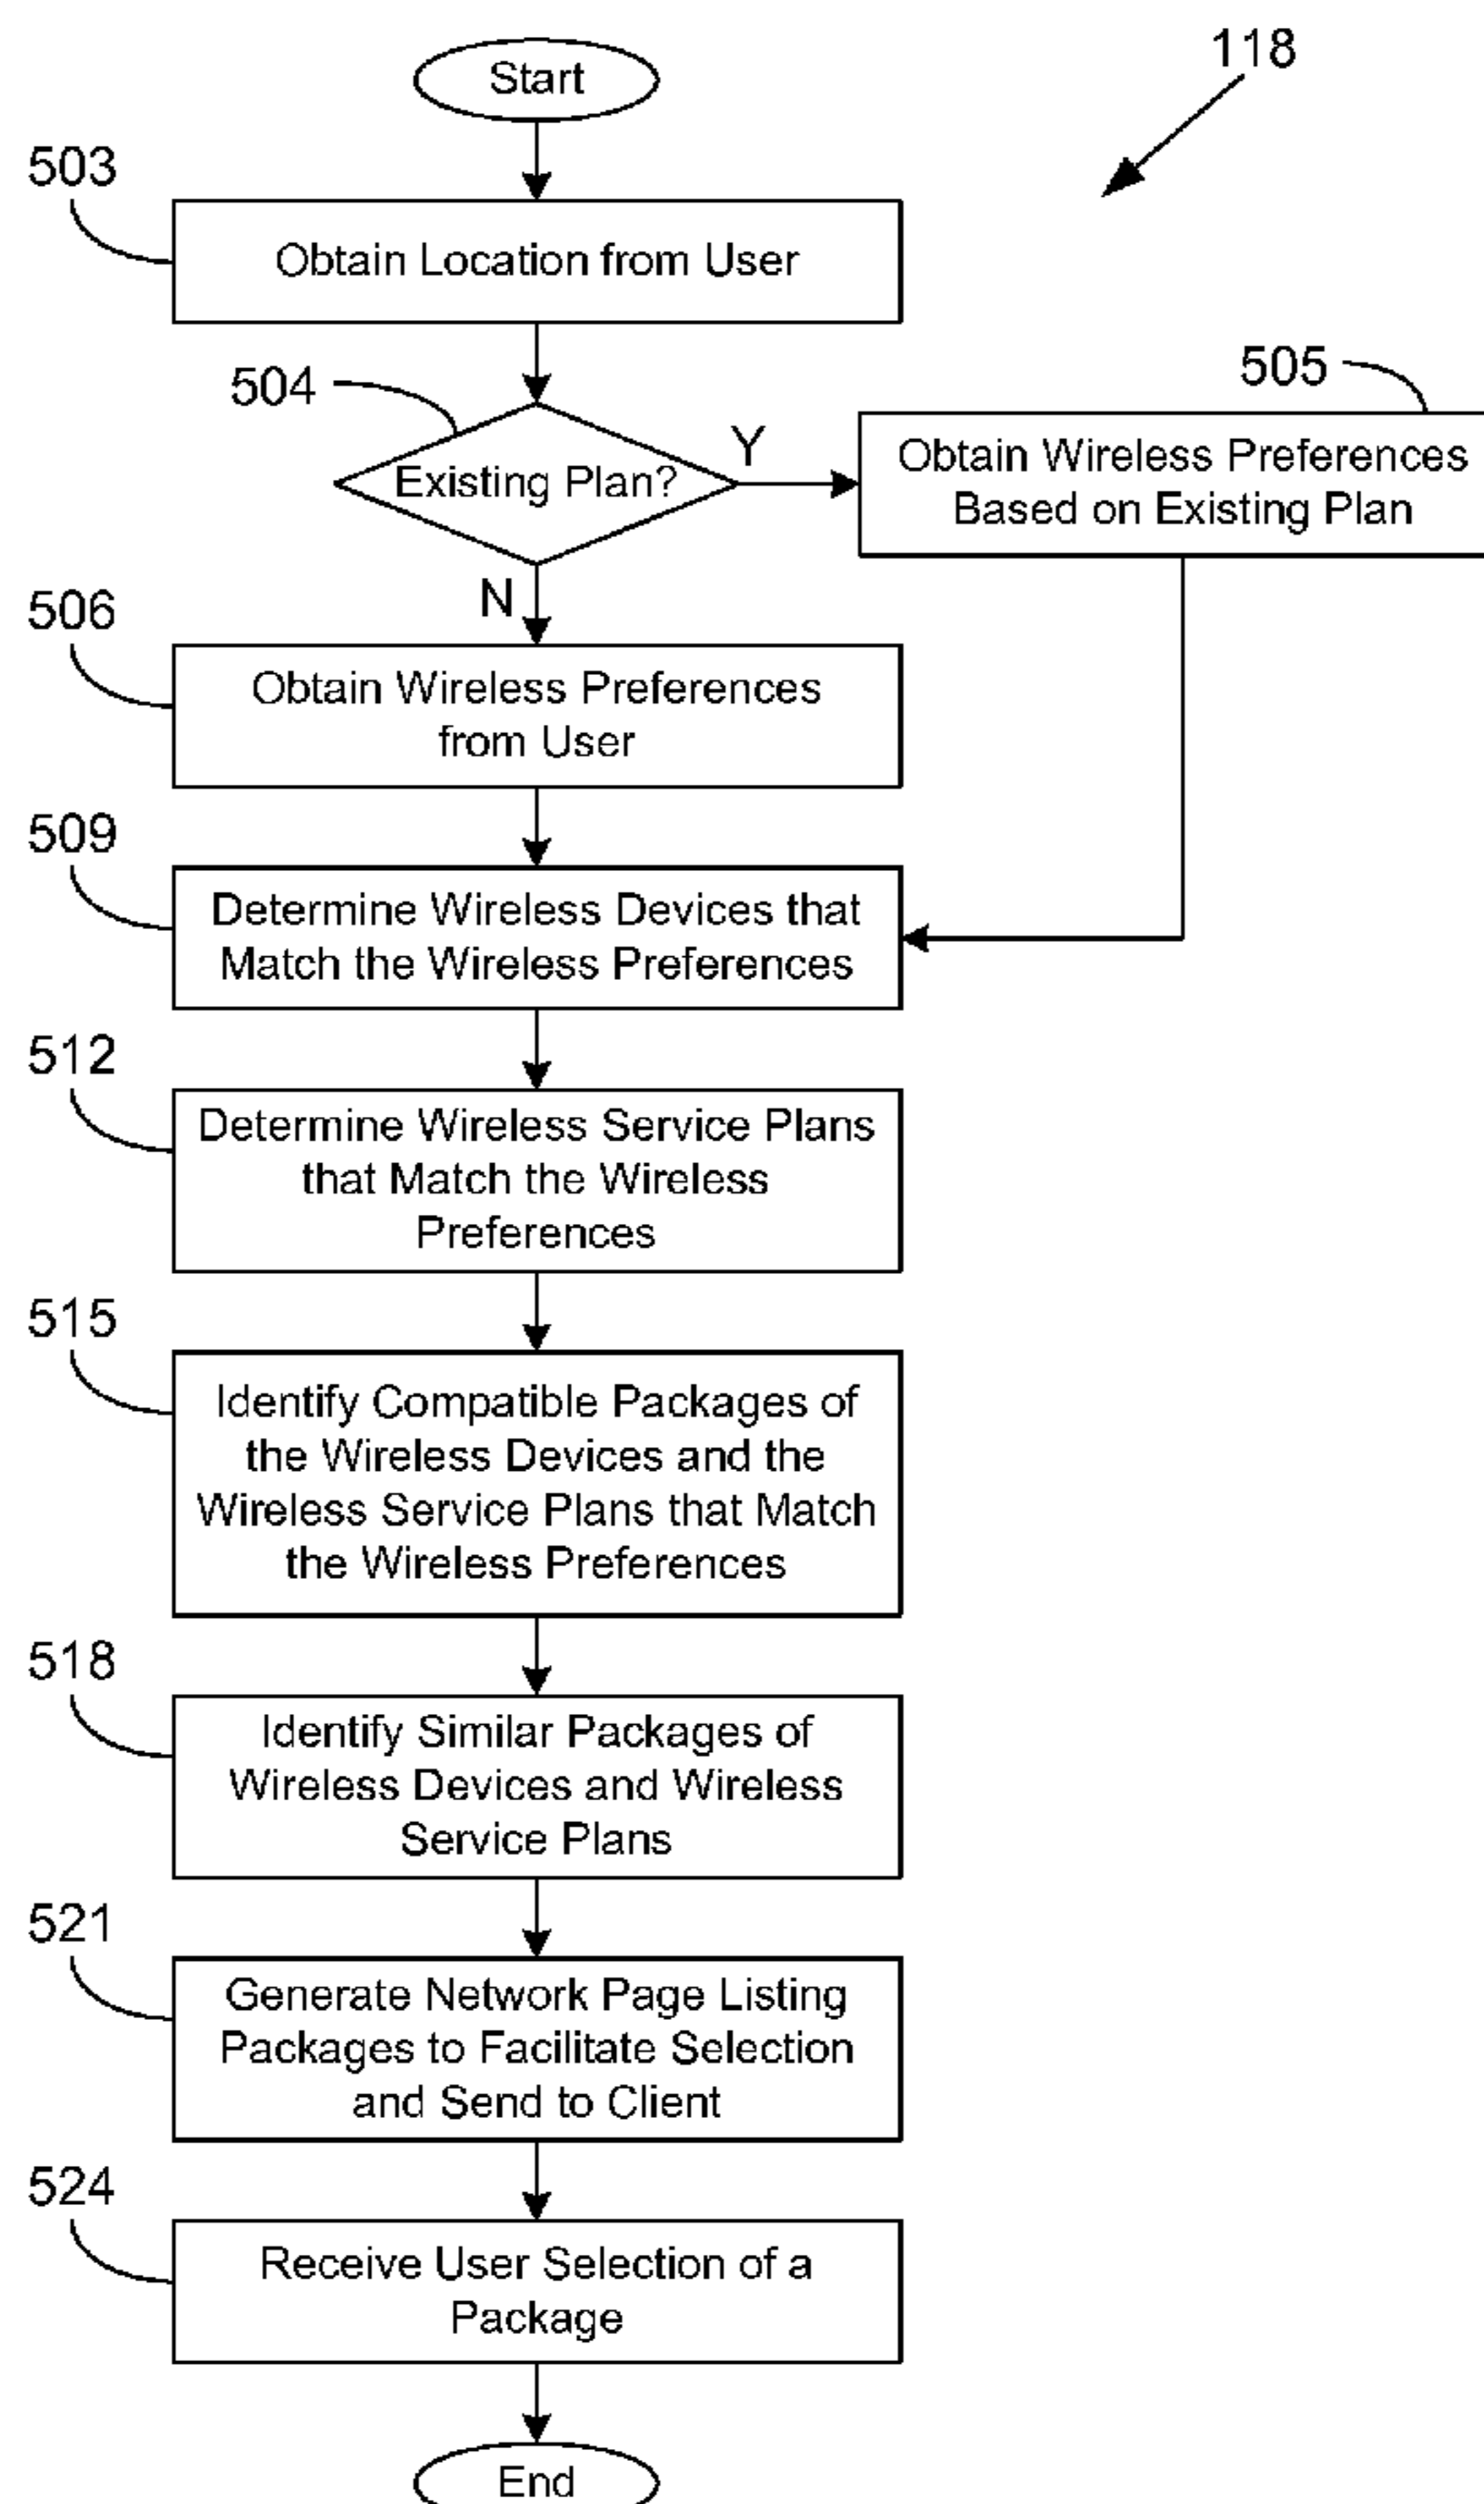 118
Start
503
Obtain Location from User
504
Existing Plan?
Y
505
Obtain Wireless Preferences
Based on Existing Plan
N
506
Obtain Wireless Preferences
from User
509
Determine Wireless Devices that
Match the Wireless Preferences
512
Determine Wireless Service Plans
that Match the Wireless
Preferences
515
Identify Compatible Packages of
the Wireless Devices and the
Wireless Service Plans that Match
the Wireless Preferences
518
Identify Similar Packages of
Wireless Devices and Wireless
Service Plans
521
Generate Network Page Listing
Packages to Facilitate Selection
and Send to Client
524
Receive User Selection of a
Package
End